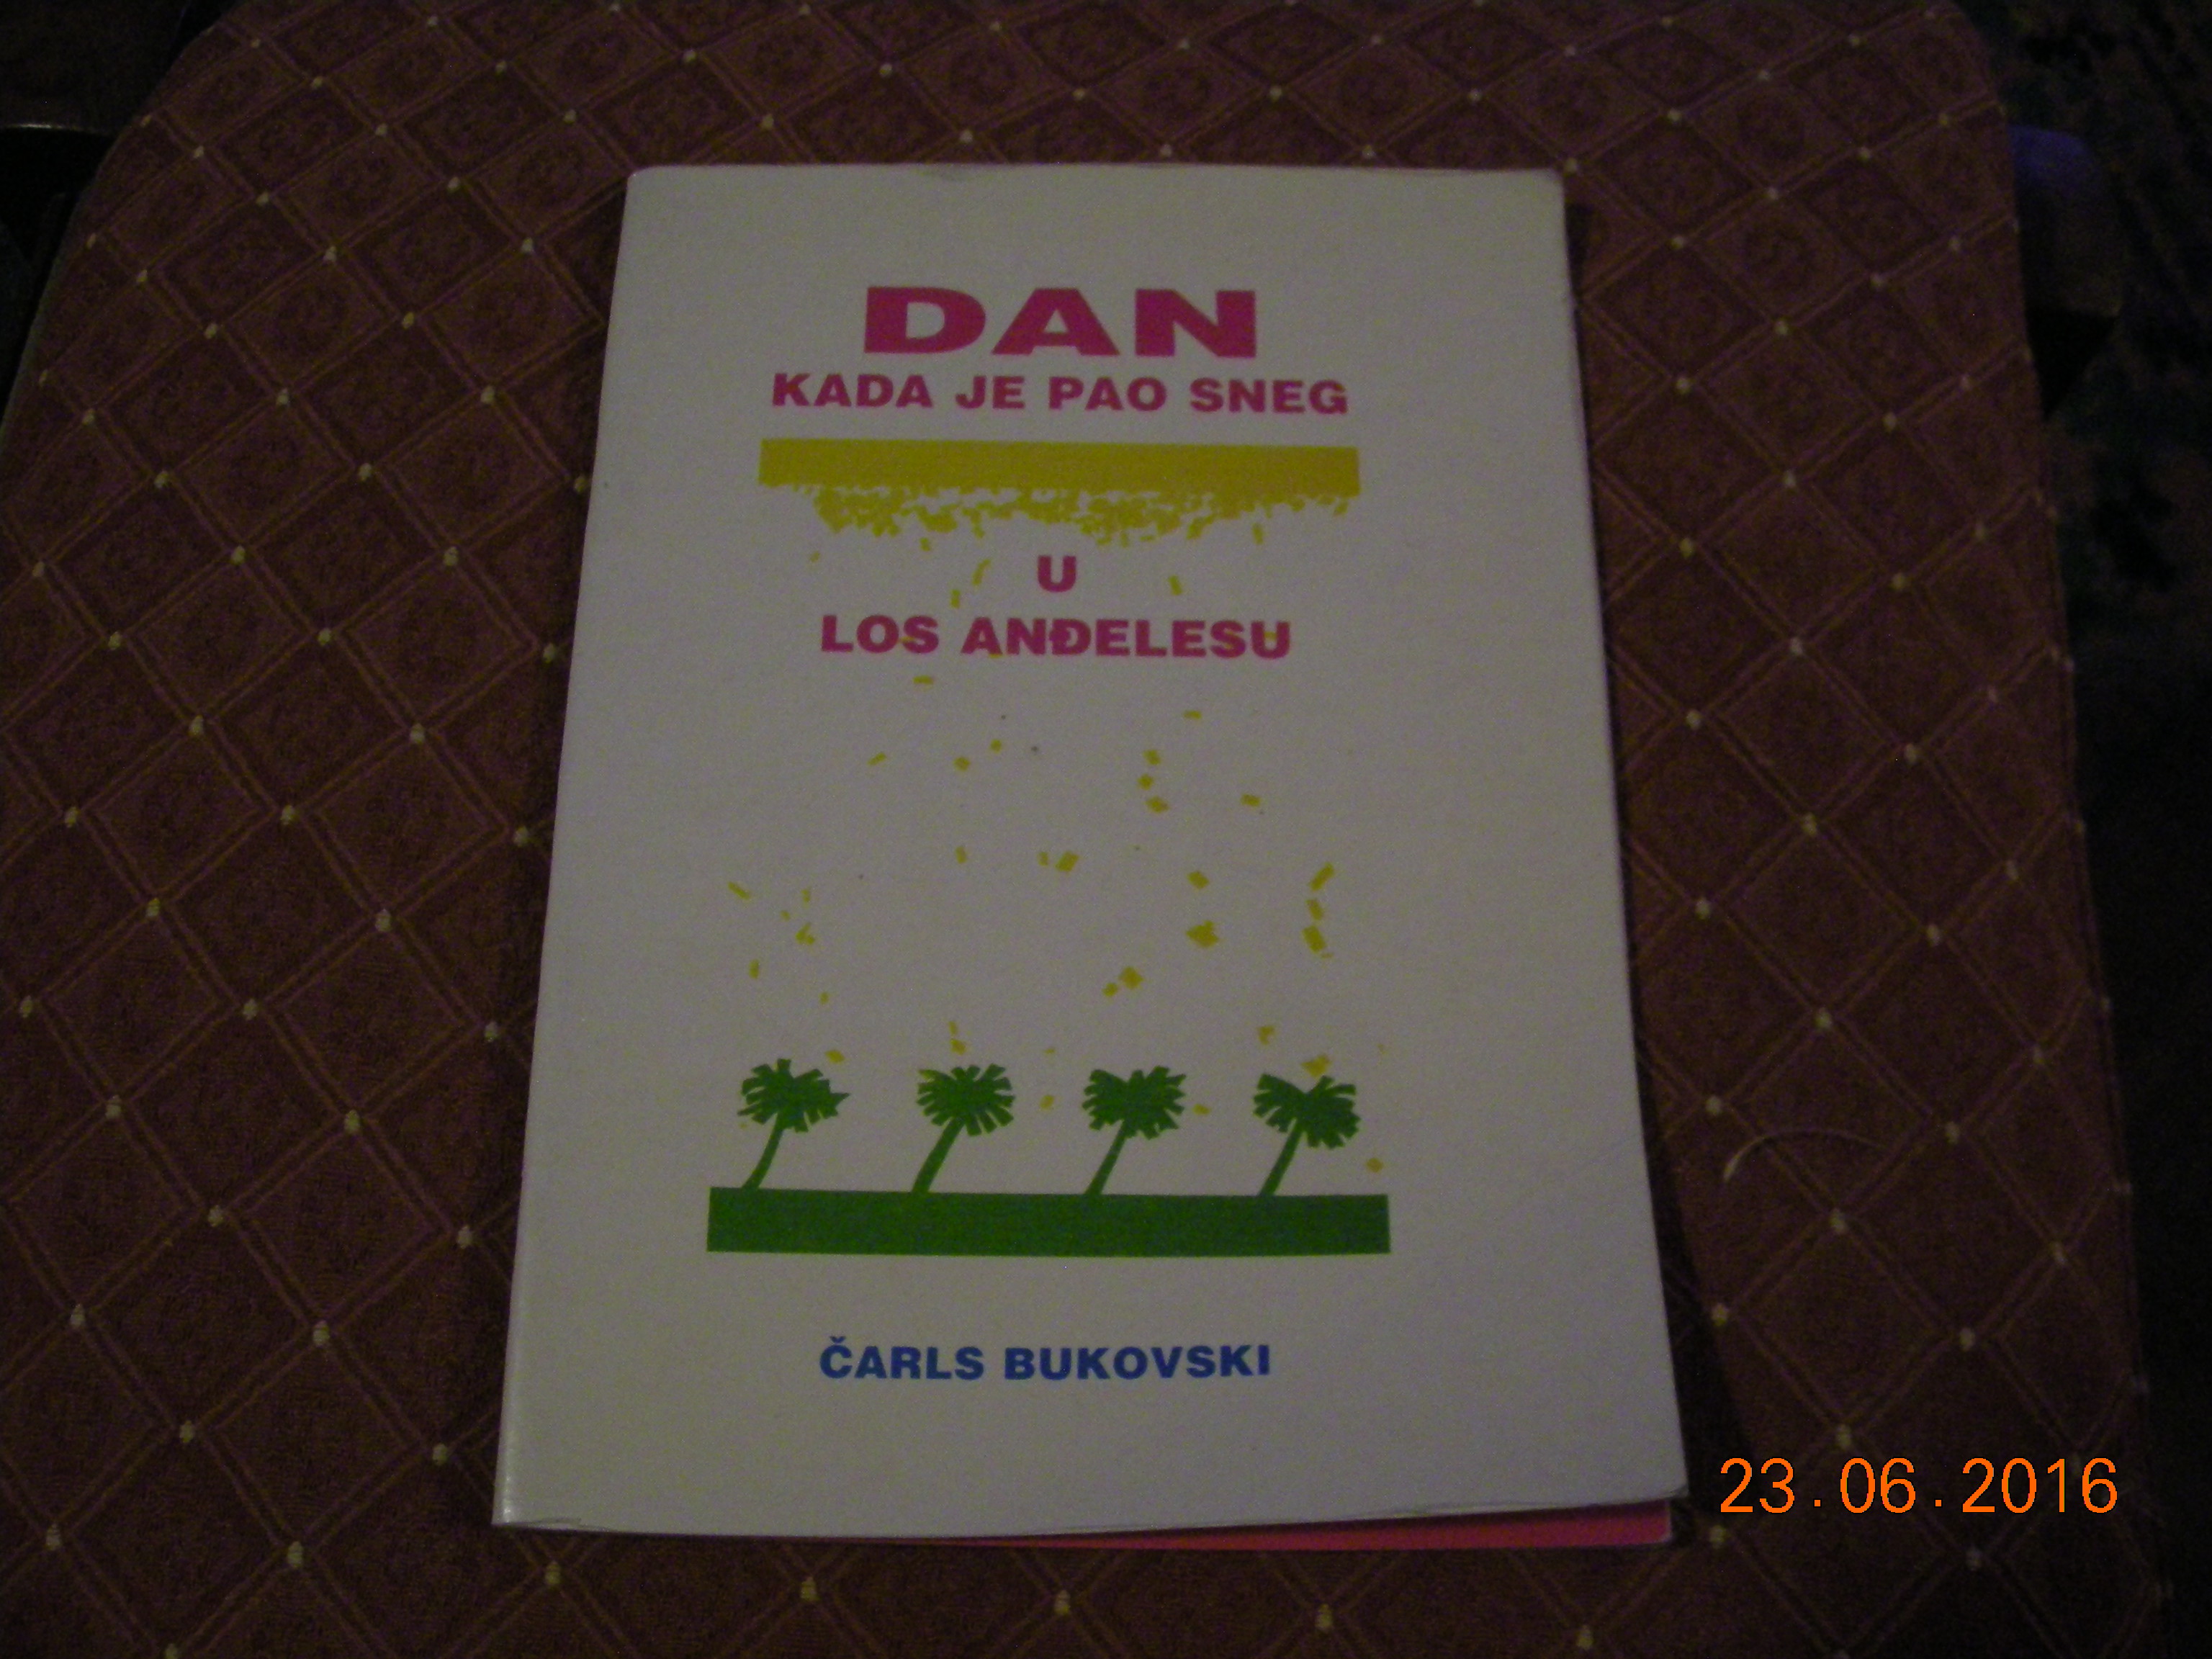 DAN
KADA JE PAO SNEG
U
LOS ANĐELESU
ČARLS BUKOVSKI
23.06.2016